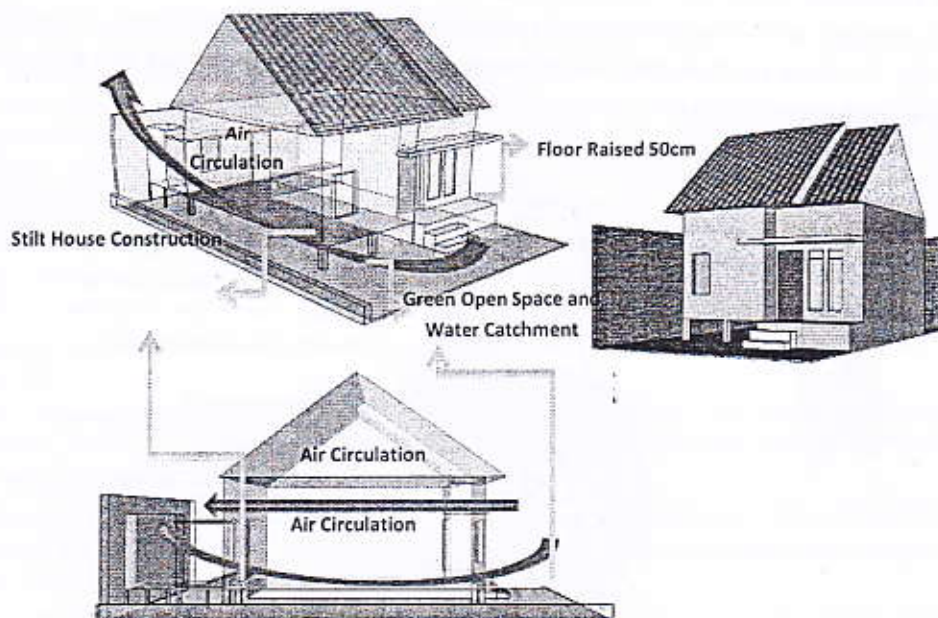 Air
Circulation
Floor Raised 50cm
Stilt House Construction
Green Open Space and
Water Catchment
Air Circulation
Air Circulation